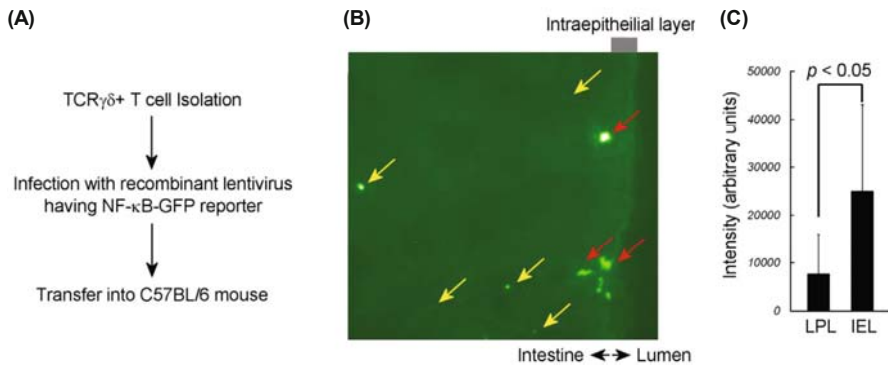 (A)
TCRγδ+ T cell Isolation
Infection with recombinant lentivirus
having NF-κB-GFP reporter
Transfer into C57BL/6 mouse
(B)
Intraepitheilial layer
Intestine
Lumen
(C)
p < 0.05
Intensity (arbitrary units)
50000
40000
30000
20000
10000
0
LPL
IEL